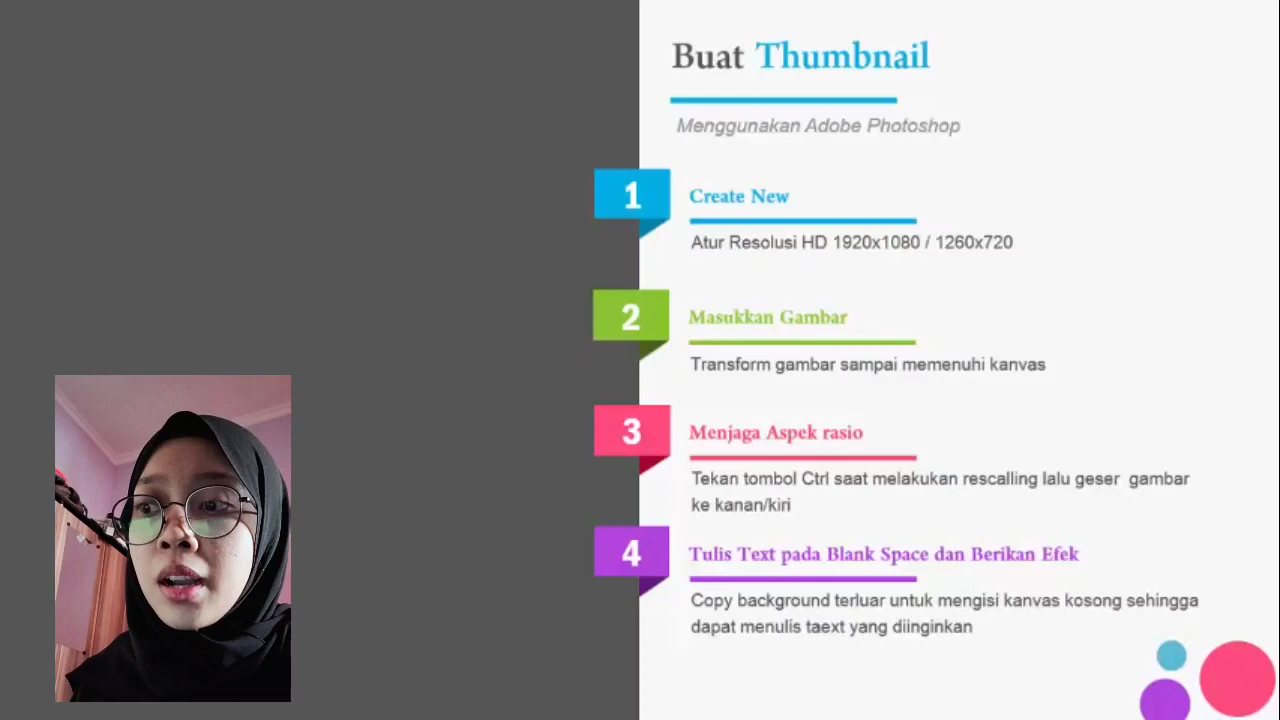 Buat Thumbnail
Menggunakan Adobe Photoshop
1
Create New
Atur Resolusi HD 1920x1080 / 1260x720
2
Masukkan Gambar
Transform gambar sampai memenuhi kanvas
3
Menjaga Aspek rasio
Tekan tombol Ctrl saat melakukan rescalling lalu geser gambar
ke kanan/kiri
4
Tulis Text pada Blank Space dan Berikan Efek
Copy background terluar untuk mengisi kanvas kosong sehingga
dapat menulis taext yang diinginkan